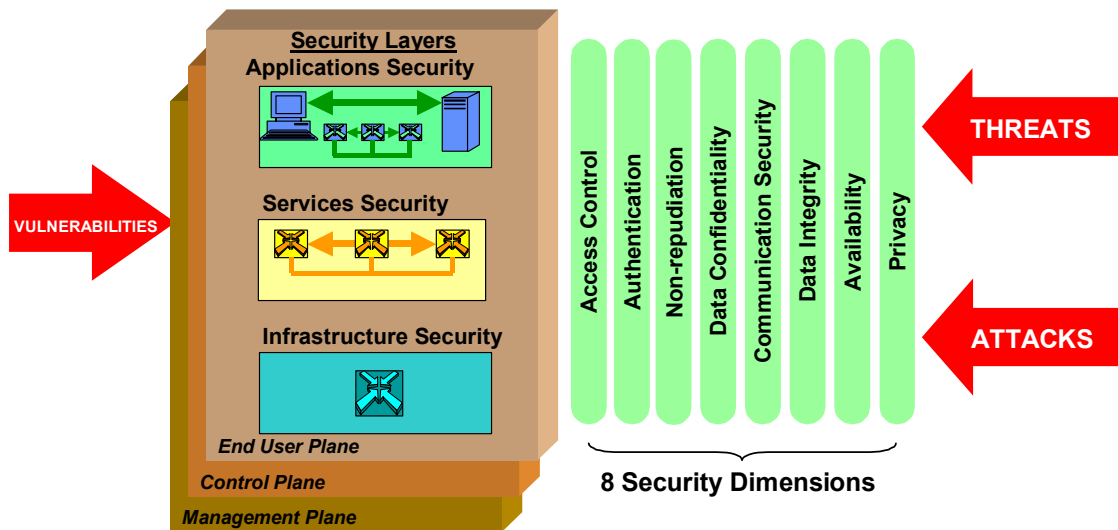 Security Layers
Applications Security
Services Security
Infrastructure Security
End User Plane
Control Plane
Management Plane
VULNERABILITIES
Access Control
Authentication
Non-repudiation
Data Confidentiality
Communication Security
Data Integrity
Availability
Privacy
8 Security Dimensions
THREATS
ATTACKS